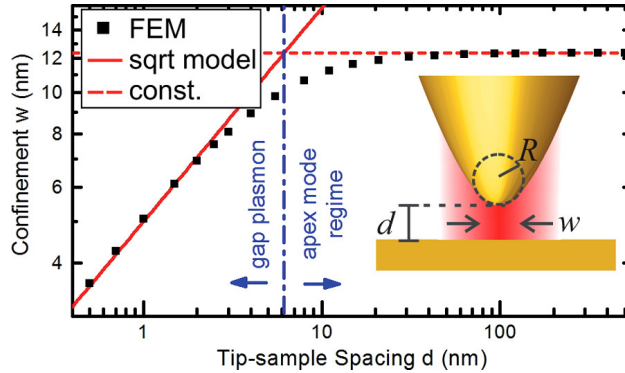 14
12
10
8
6
4
Confinement w (nm)
FEM
sqrt model
const.
gap plasmon
apex mode
regime
R
d
w
1
10
100
Tip-sample Spacing d (nm)